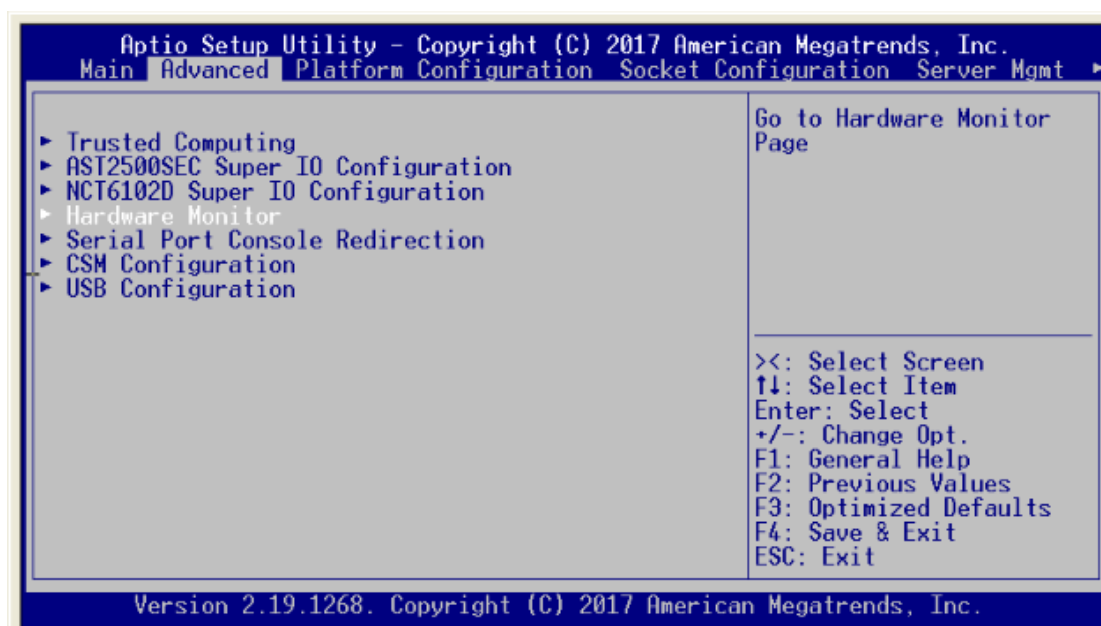 Aptio Setup Utility - Copyright (C) 2017 American Megatrends, Inc.
Main Advanced Platform Configuration Socket Configuration Server Mgmt ►
► Trusted Computing
► AST2500SEC Super IO Configuration
► NCT6102D Super IO Configuration
► Hardware Monitor
► Serial Port Console Redirection
► CSM Configuration
► USB Configuration
Go to Hardware Monitor
Page
><: Select Screen
↑↓: Select Item
Enter: Select
+/-: Change Opt.
F1: General Help
F2: Previous Values
F3: Optimized Defaults
F4: Save & Exit
ESC: Exit
Version 2.19.1268. Copyright (C) 2017 American Megatrends, Inc.